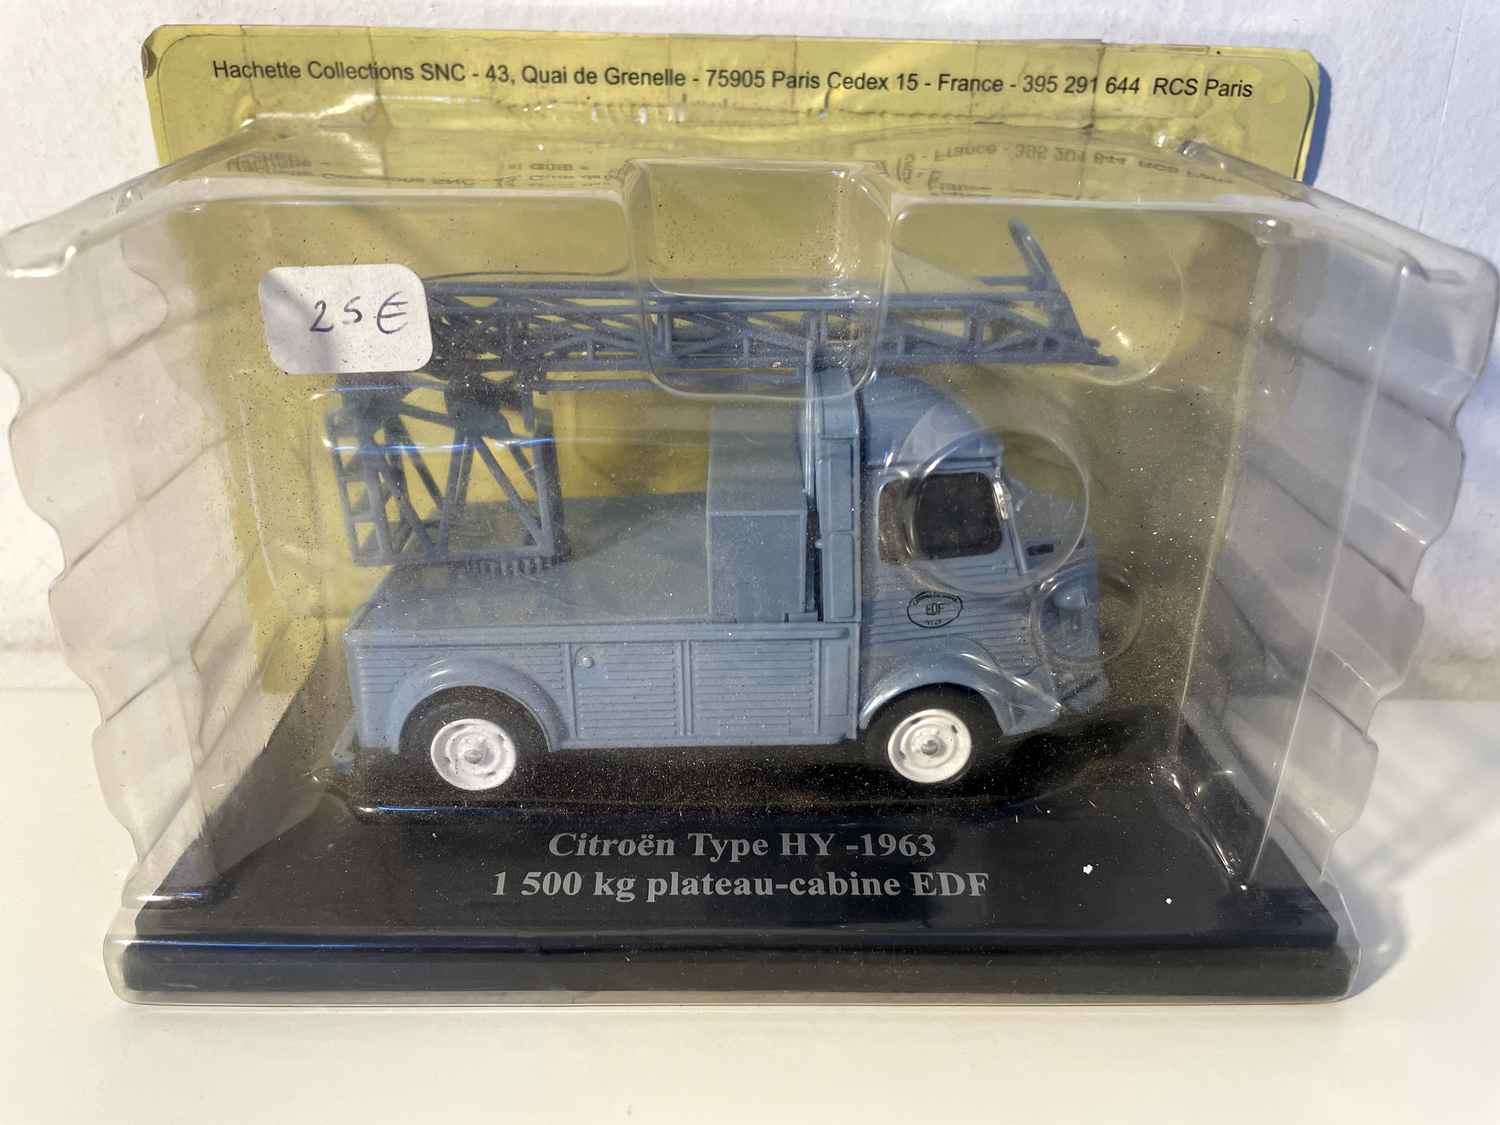 Hachette Collections SNC - 43, Quai de Grenelle - 75905 Paris Cedex 15 - France - 395 291 644 RCS Paris
25€
EDF
Citroën Type HY -1963
1 500 kg plateau-cabine EDF